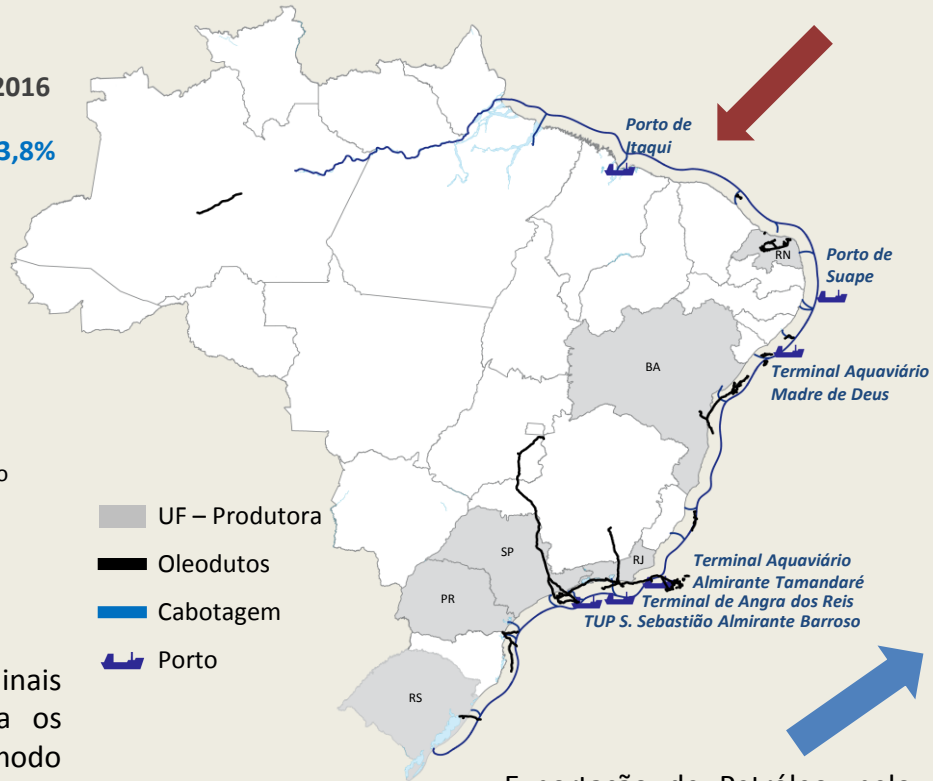 2016
3,8%
Porto de
Itaqui
RN
Porto de
Suape
BA
Terminal Aquaviário
Madre de Deus
o
UF – Produtora
Oleodutos
Cabotagem
Porto
SP
RJ
PR
RS
Terminal Aquaviário
Almirante Tamandaré
Terminal de Angra dos Reis
TUP S. Sebastião Almirante Barroso
inais
a os
modo